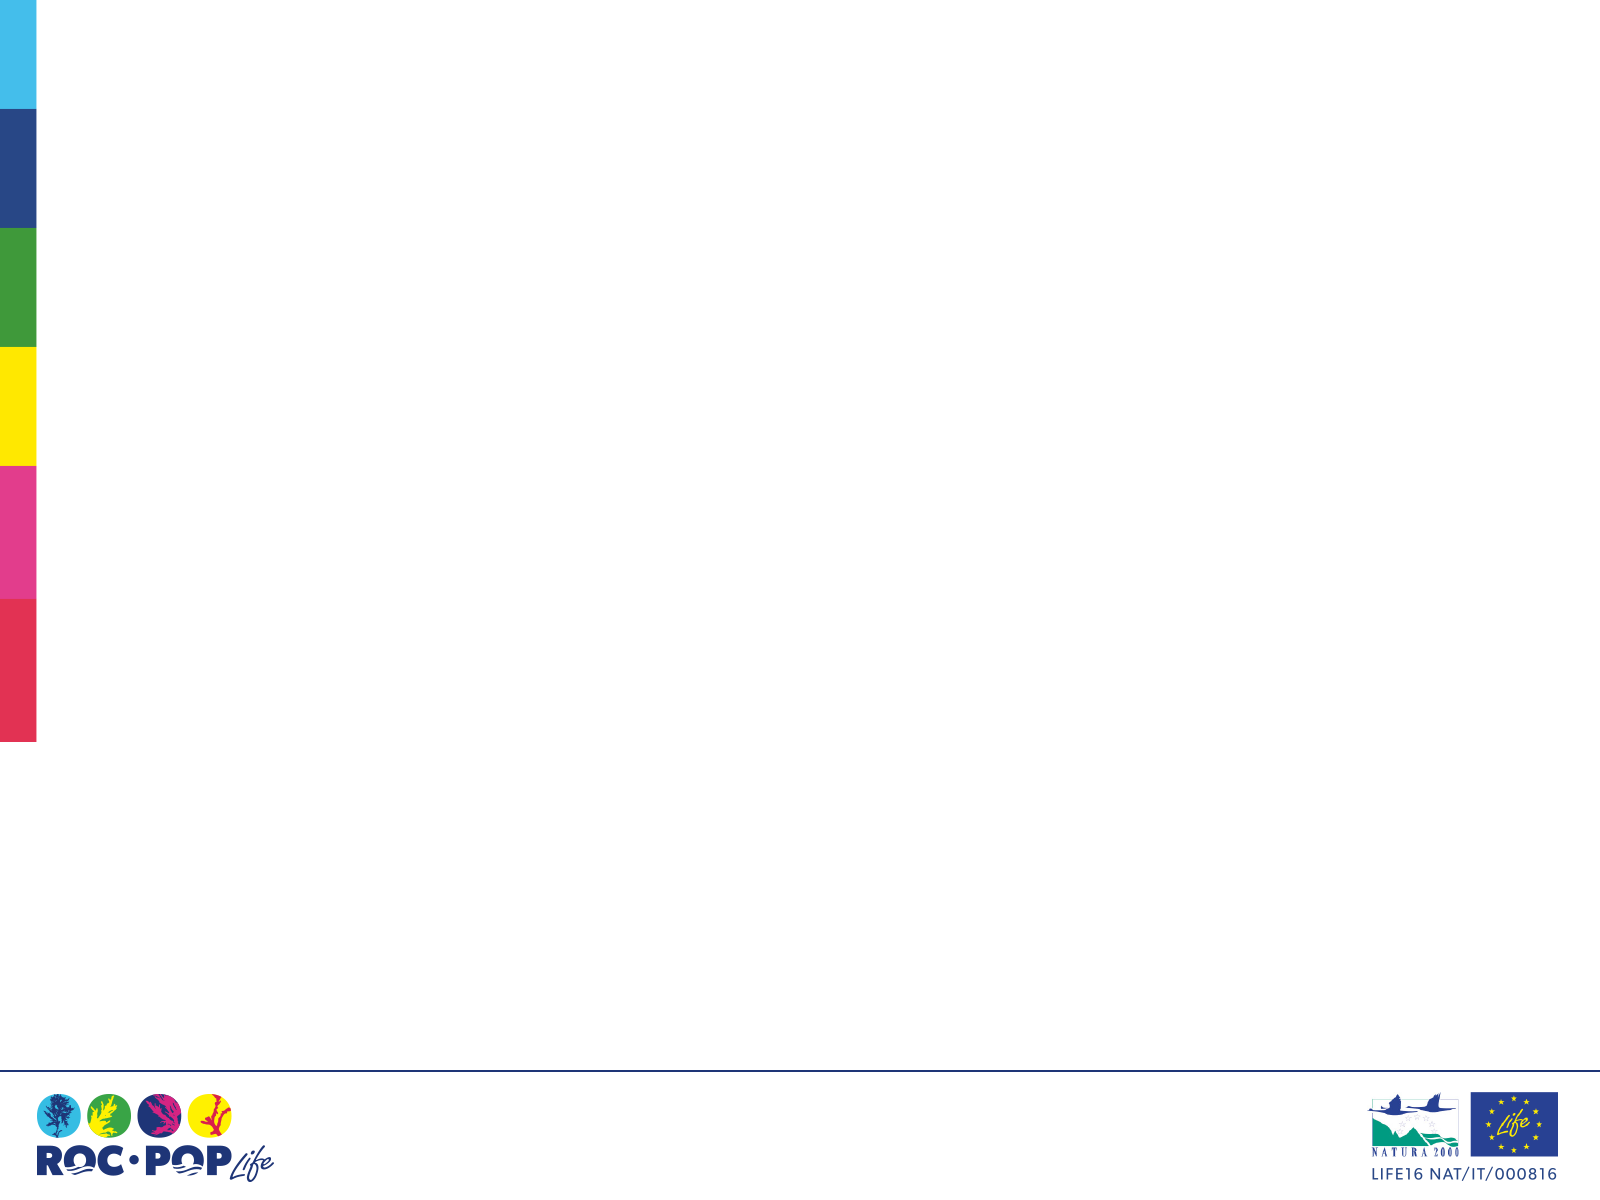 ROC·POP Life
NATURA 2000
Life
LIFE16 NAT/IT/000816